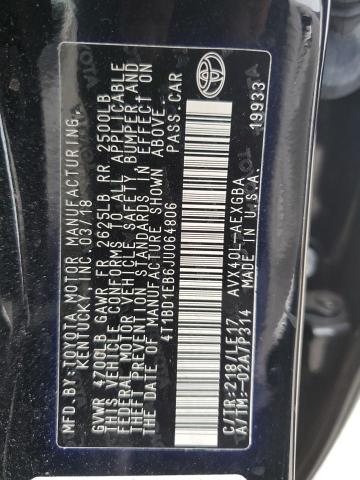 MFD.BY:TOYOTA MOTOR MANUFACTURING,
KENTUCKY,INC.03/18
GVWR 4700LB GAWR FR 2625LB RR 2500LB
THIS VEHICLE CONFORMS TO ALL APPLICABLE
FEDERAL MOTOR VEHICLE SAFETY, BUMPER,AND
THEFT PREVENTION STANDARDS IN EFFECT ON
THE DATE OF MANUFACTURE SHOWN ABOVE.
4T1BD1EB6JU064806 PASS.CAR
C/TR:218/LE17 AVX40L-AEXGBA
A/TM:-02A/P314 MADE IN U.S.A.
19933
TOYOTA